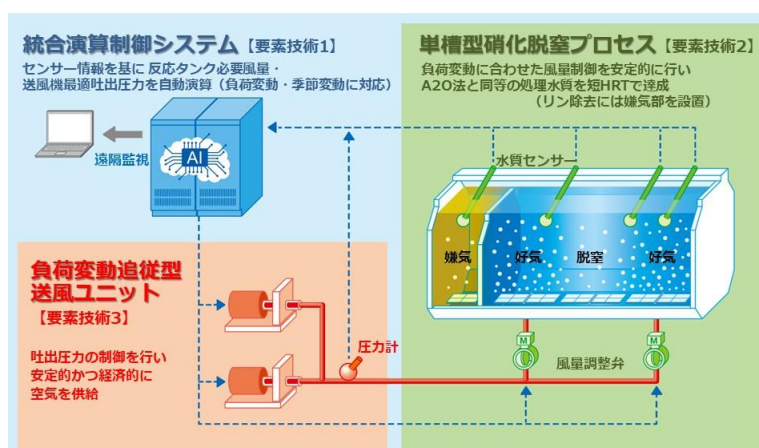 統合演算制御システム【要素技術1】
センサー情報を基に 反応タンク必要風量・
送風機最適吐出圧力を自動演算（負荷変動・季節変動に対応）
遠隔監視
AI
単槽型硝化脱窒プロセス【要素技術2】
負荷変動に合わせた風量制御を安定的に行い
A2O法と同等の処理水質を短HRTで達成
（リン除去には嫌気部を設置）
水質センサー
嫌気
好気
脱窒
好気
M
M
風量調整弁
負荷変動追従型
送風ユニット
【要素技術3】
吐出圧力の制御を行い
安定的かつ経済的に
空気を供給
圧力計